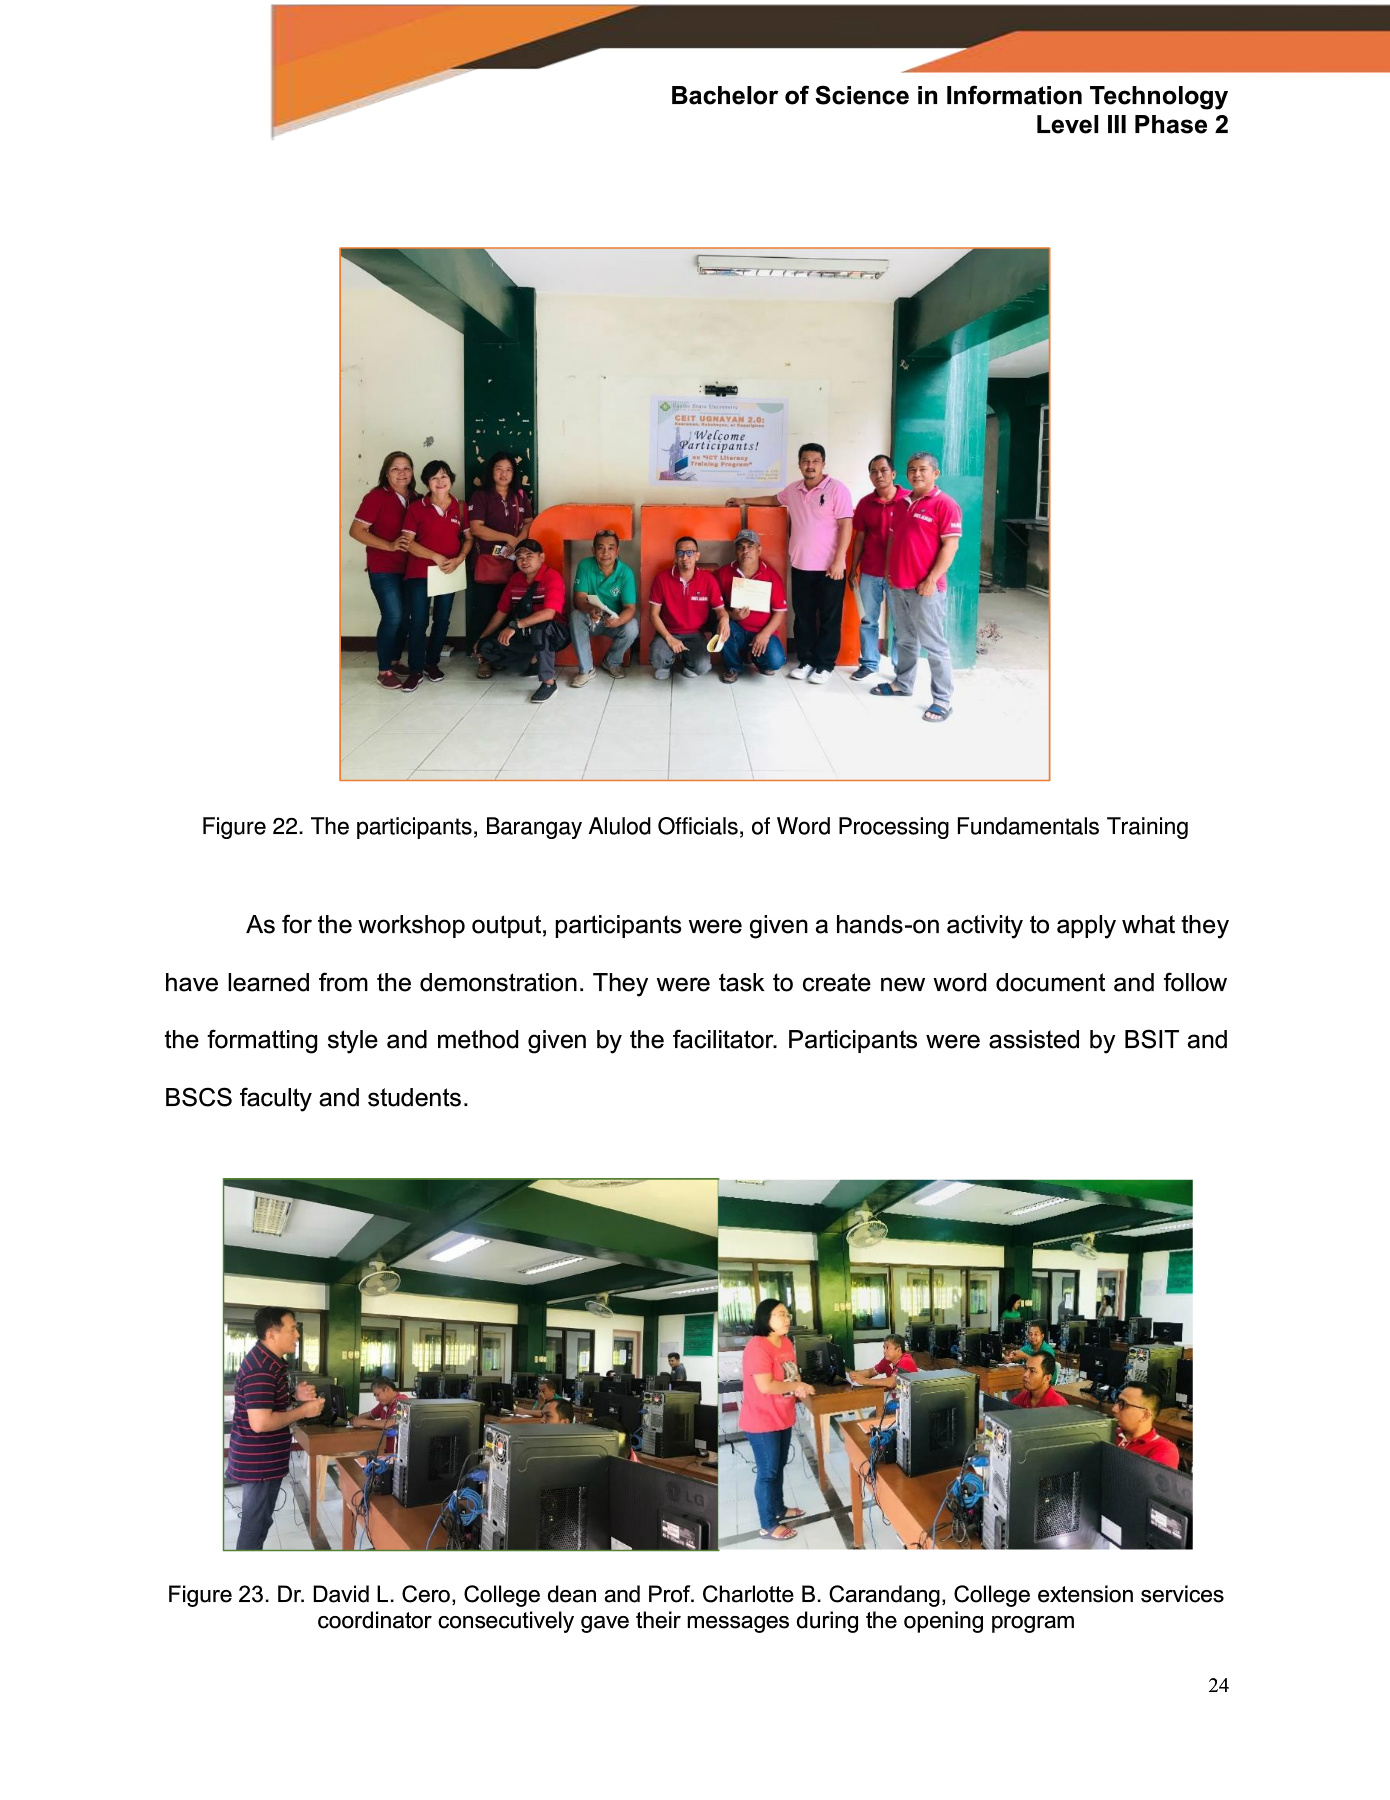 Bachelor of Science in Information Technology
Level III Phase 2
Cavite State University
CEIT UGNAYAN 2.0:
Welcome
Participants!
"ICT Literacy
Training Program"
Figure 22. The participants, Barangay Alulod Officials, of Word Processing Fundamentals Training
As for the workshop output, participants were given a hands-on activity to apply what they
have learned from the demonstration. They were task to create new word document and follow
the formatting style and method given by the facilitator. Participants were assisted by BSIT and
BSCS faculty and students.
LG
Figure 23. Dr. David L. Cero, College dean and Prof. Charlotte B. Carandang, College extension services
coordinator consecutively gave their messages during the opening program
24